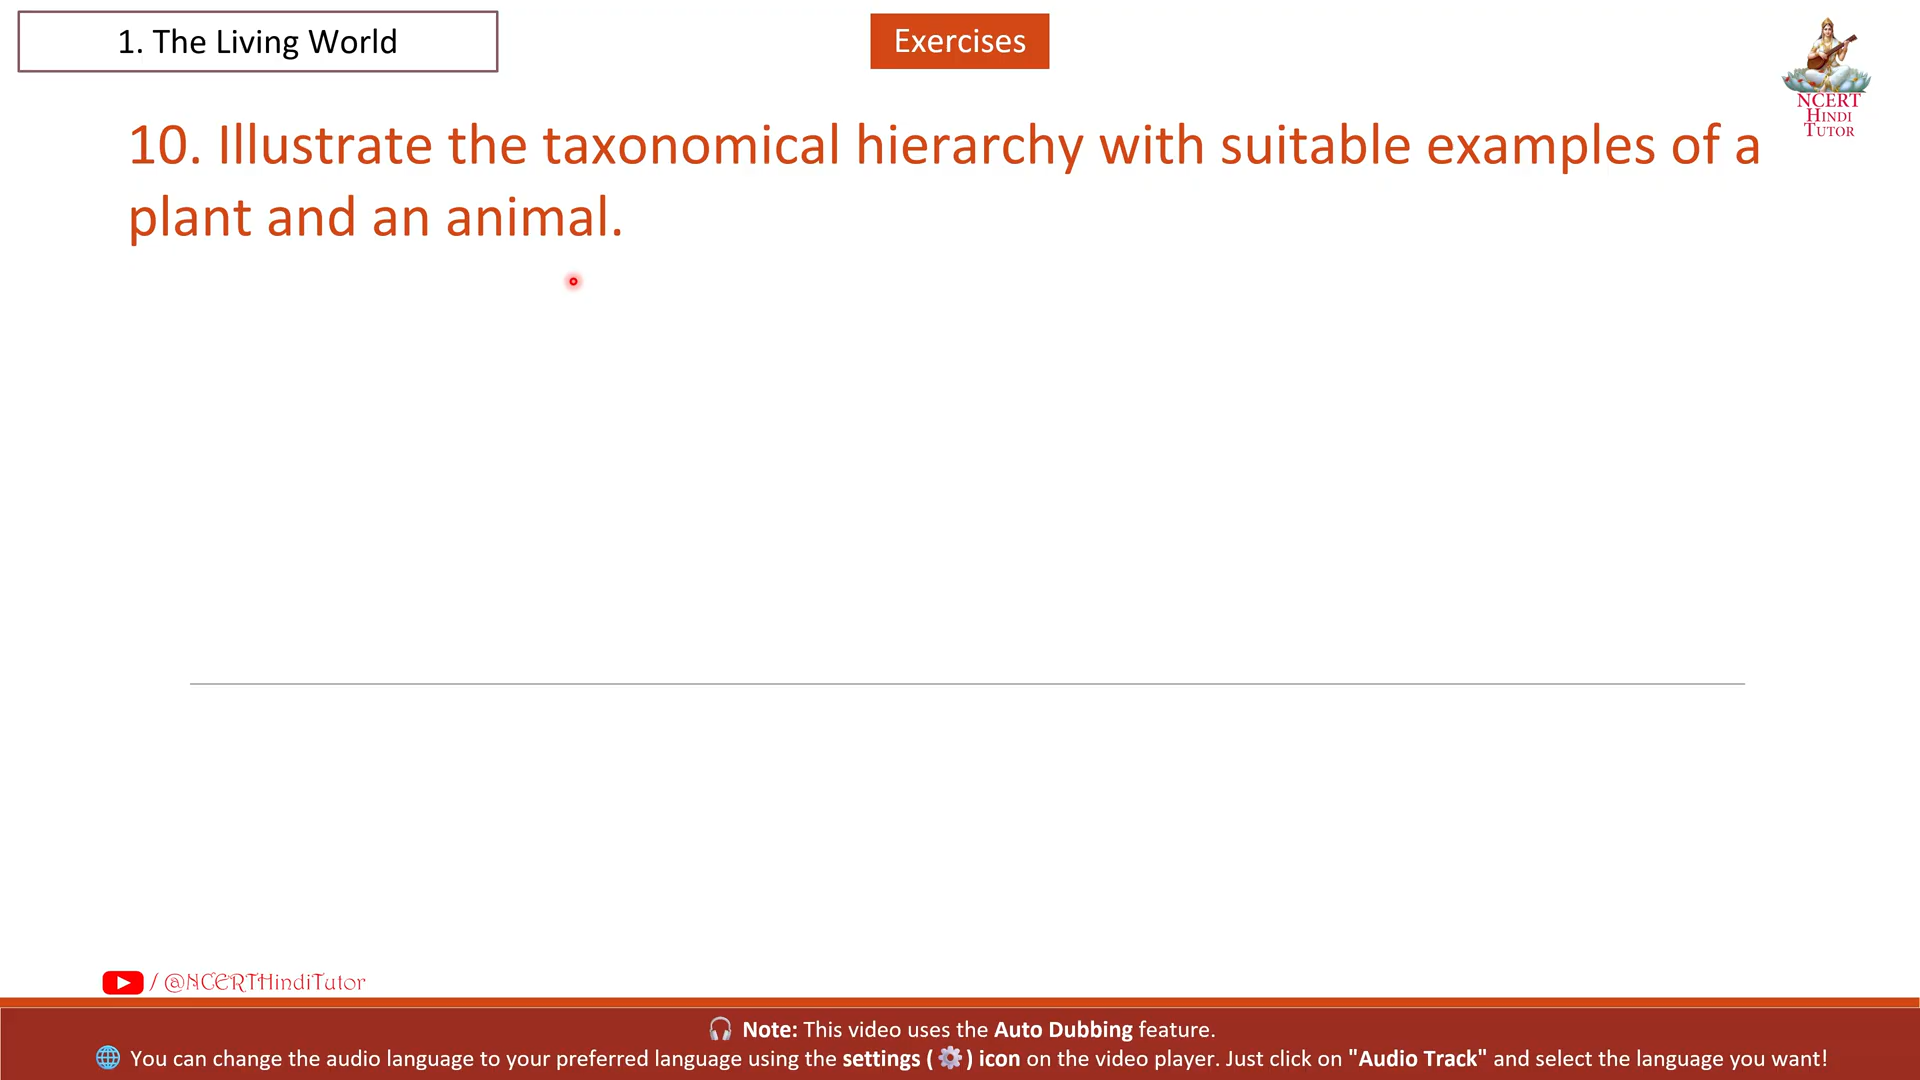 1. The Living World
Exercises
NCERT
HINDI
TUTOR
10. Illustrate the taxonomical hierarchy with suitable examples of a
plant and an animal.
/ @NCERTHindiTutor
🎧 Note: This video uses the Auto Dubbing feature.
🌐 You can change the audio language to your preferred language using the settings ( ⚙️ ) icon on the video player. Just click on "Audio Track" and select the language you want!